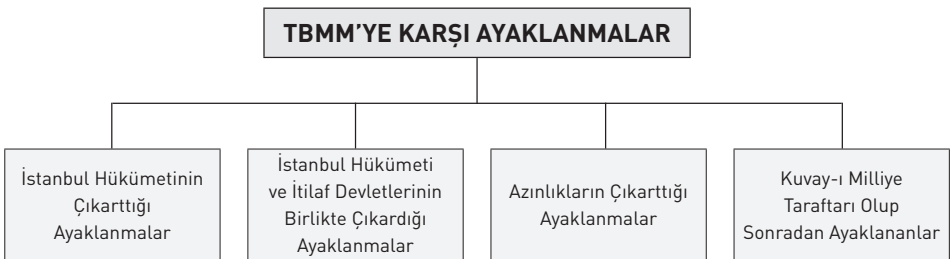 TBMM'YE KARŞI AYAKLANMALAR
İstanbul Hükümetinin
Çıkarttığı
Ayaklanmalar
İstanbul Hükümeti
ve İtilaf Devletlerinin
Birlikte Çıkardığı
Ayaklanmalar
Azınlıkların Çıkarttığı
Ayaklanmalar
Kuvay-ı Milliye
Taraftarı Olup
Sonradan Ayaklananlar